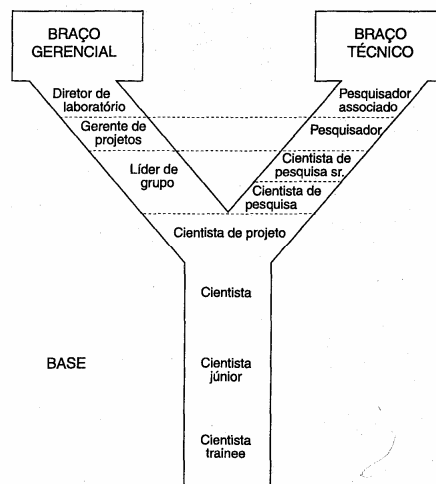 BRAÇO
GERENCIAL
BRAÇO
TÉCNICO
Diretor de
laboratório
Pesquisador
associado
Gerente de
projetos
Pesquisador
Líder de
grupo
Cientista de
pesquisa sr.
Cientista de
pesquisa
Cientista de projeto
Cientista
BASE
Cientista
júnior
Cientista
trainee